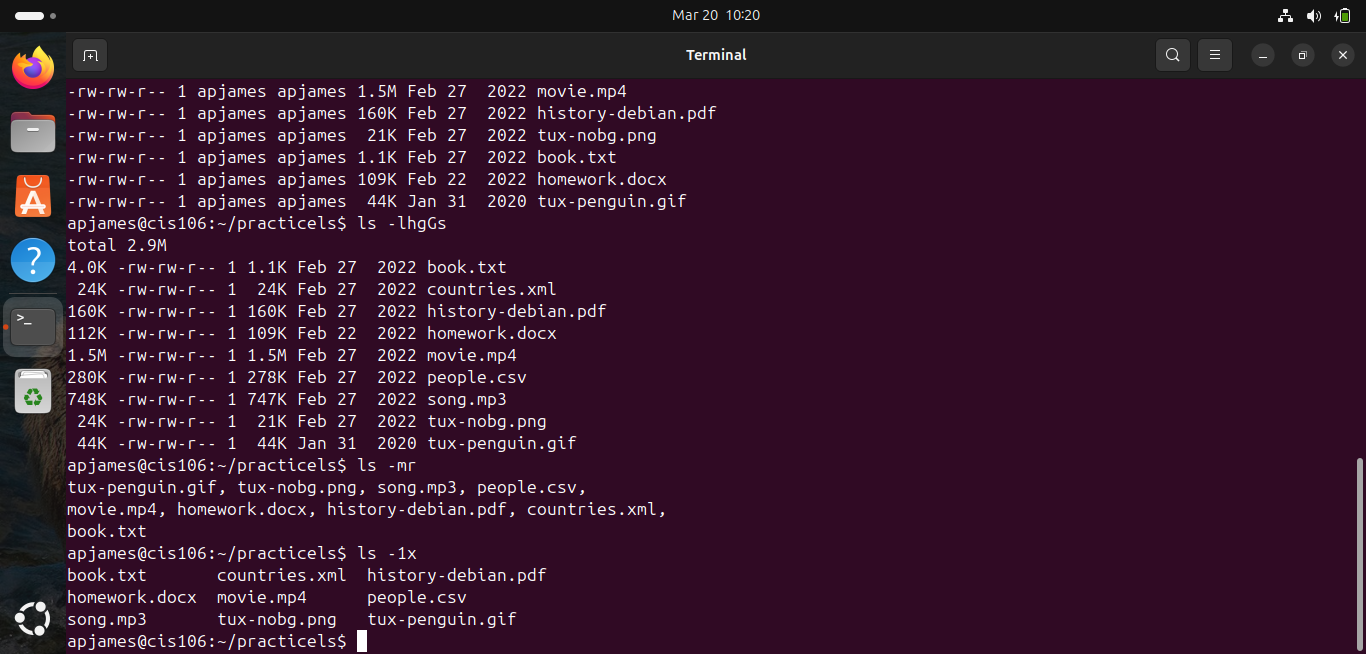 Mar 20  10:20
Terminal
-rw-rw-r-- 1 apjames apjames 1.5M Feb 27  2022 movie.mp4
-rw-rw-r-- 1 apjames apjames 160K Feb 27  2022 history-debian.pdf
-rw-rw-r-- 1 apjames apjames  21K Feb 27  2022 tux-nobg.png
-rw-rw-r-- 1 apjames apjames 1.1K Feb 27  2022 book.txt
-rw-rw-r-- 1 apjames apjames 109K Feb 22  2022 homework.docx
-rw-rw-r-- 1 apjames apjames  44K Jan 31  2020 tux-penguin.gif
apjames@cis106:~/practicels$ ls -lhgGs
total 2.9M
4.0K -rw-rw-r-- 1 1.1K Feb 27  2022 book.txt
 24K -rw-rw-r-- 1  24K Feb 27  2022 countries.xml
160K -rw-rw-r-- 1 160K Feb 27  2022 history-debian.pdf
112K -rw-rw-r-- 1 109K Feb 22  2022 homework.docx
1.5M -rw-rw-r-- 1 1.5M Feb 27  2022 movie.mp4
280K -rw-rw-r-- 1 278K Feb 27  2022 people.csv
748K -rw-rw-r-- 1 747K Feb 27  2022 song.mp3
 24K -rw-rw-r-- 1  21K Feb 27  2022 tux-nobg.png
 44K -rw-rw-r-- 1  44K Jan 31  2020 tux-penguin.gif
apjames@cis106:~/practicels$ ls -mr
tux-penguin.gif, tux-nobg.png, song.mp3, people.csv,
movie.mp4, homework.docx, history-debian.pdf, countries.xml,
book.txt
apjames@cis106:~/practicels$ ls -1x
book.txt       countries.xml  history-debian.pdf
homework.docx  movie.mp4      people.csv
song.mp3       tux-nobg.png   tux-penguin.gif
apjames@cis106:~/practicels$